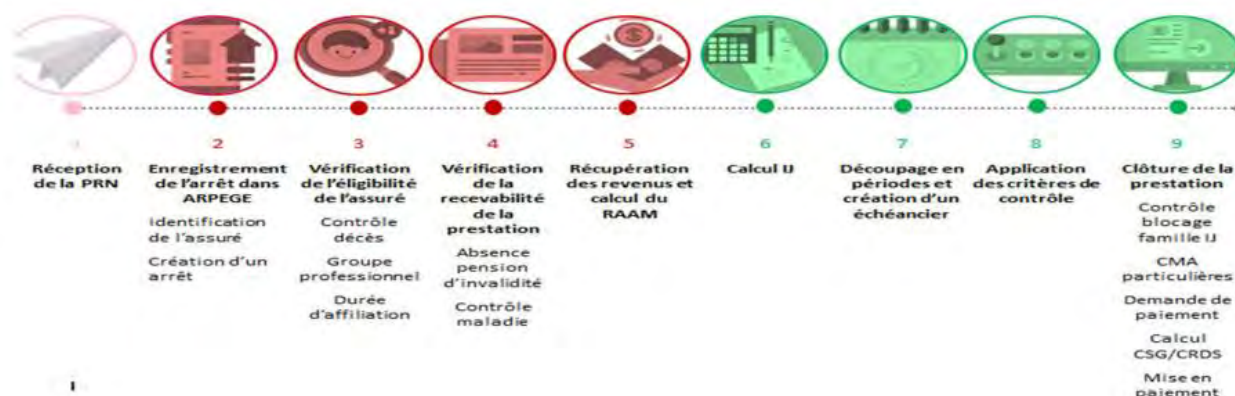 1
Réception
de la PRN
2
Enregistrement
de l'arrêt dans
ARPEGE
Identification
de l'assuré
Création d'un
arrêt
3
Vérification
de l'éligibilité
de l'assuré
Contrôle
décès
Groupe
professionnel
Durée
d'affiliation
4
Vérification
de la
recevabilité
de la
prestation
Absence
pension
d'invalidité
Contrôle
maladie
5
Récupération
des revenus et
calcul du
RAAM
6
Calcul IJ
7
Découpage en
périodes et
création d'un
échéancier
8
Application
des critères de
contrôle
9
Clôture de la
prestation
Contrôle
blocage
famille IJ
CMA
particulières
Demande de
paiement
Calcul
CSG/CRDS
Mise en
paiement
I